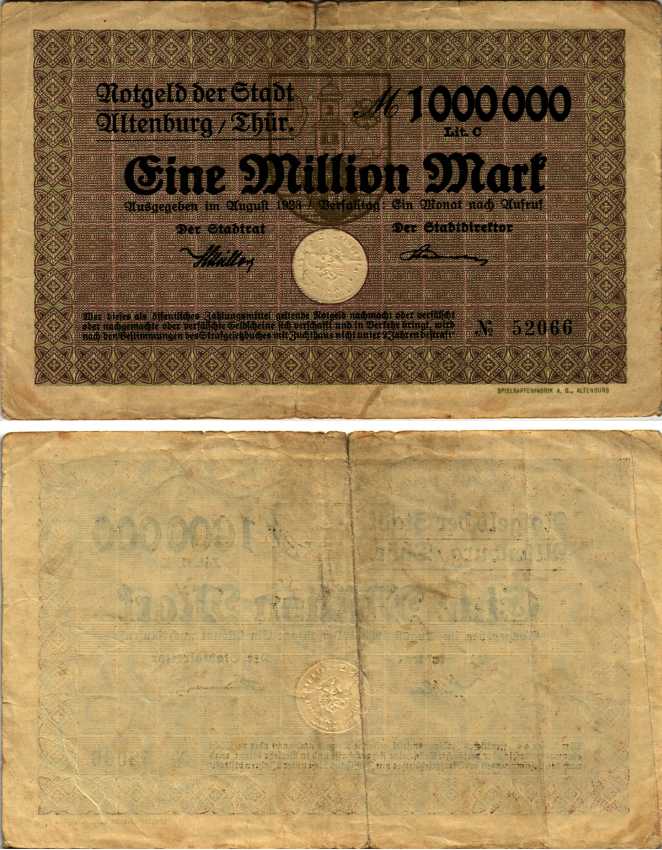 Notgeld der Stadt
Altenburg / Thür.
M 1000000
Lit. C
Eine Million Mark
Ausgegeben im August 1923 / Verfalltag: Ein Monat nach Aufruf
Der Stadtrat
Der Stadtdirektor
Wer dieses als öffentliches Zahlungsmittel geltende Notgeld nachmacht oder verfälscht
oder nachgemachte oder verfälschte Geldscheine sich verschafft und in Verkehr bringt, wird
nach den Bestimmungen des Strafgesetzbuches mit Zuchthaus nicht unter 2 Jahren bestraft
№ 52066
SPIELKARTENFABRIK A. G., ALTENBURG